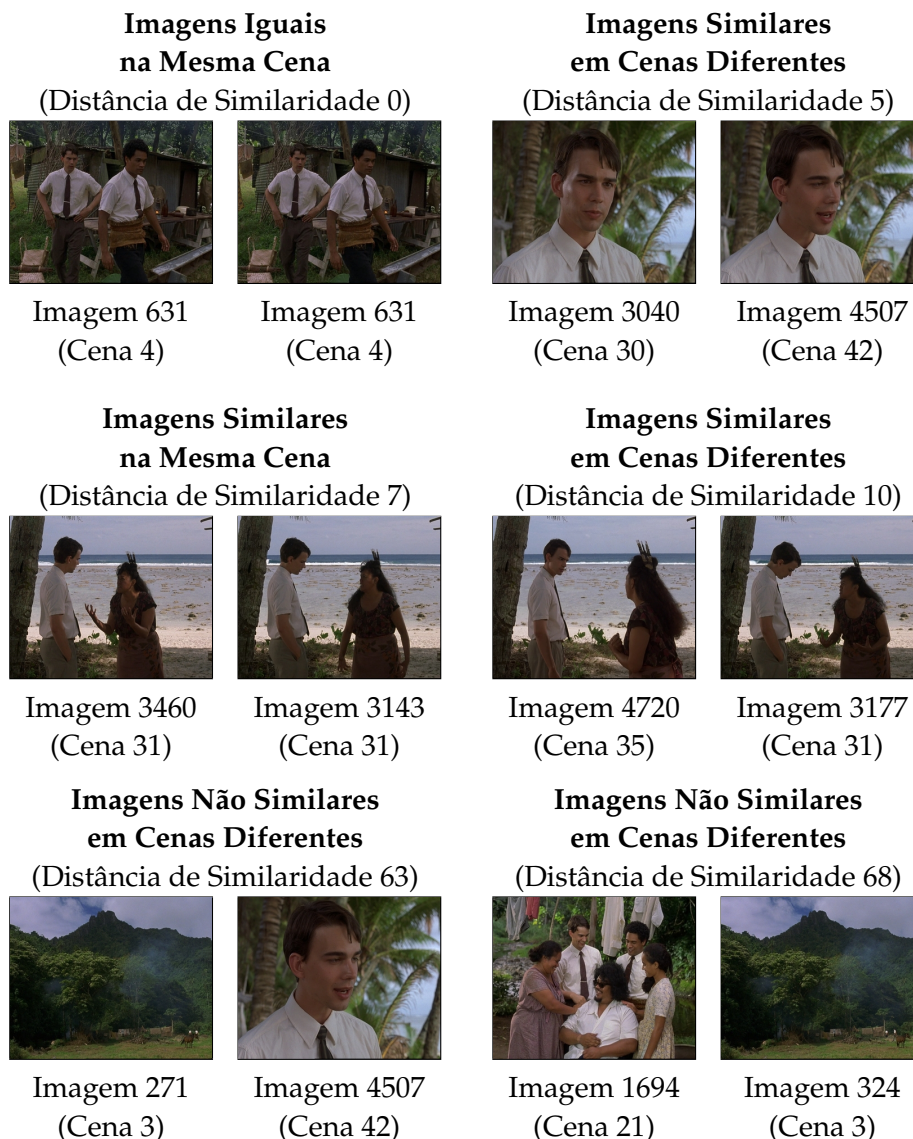 Imagens Iguais
na Mesma Cena
(Distância de Similaridade 0)
Imagem 631
(Cena 4)
Imagem 631
(Cena 4)
Imagens Similares
em Cenas Diferentes
(Distância de Similaridade 5)
Imagem 3040
(Cena 30)
Imagem 4507
(Cena 42)
Imagens Similares
na Mesma Cena
(Distância de Similaridade 7)
Imagem 3460
(Cena 31)
Imagem 3143
(Cena 31)
Imagens Similares
em Cenas Diferentes
(Distância de Similaridade 10)
Imagem 4720
(Cena 35)
Imagem 3177
(Cena 31)
Imagens Não Similares
em Cenas Diferentes
(Distância de Similaridade 63)
Imagem 271
(Cena 3)
Imagem 4507
(Cena 42)
Imagens Não Similares
em Cenas Diferentes
(Distância de Similaridade 68)
Imagem 1694
(Cena 21)
Imagem 324
(Cena 3)